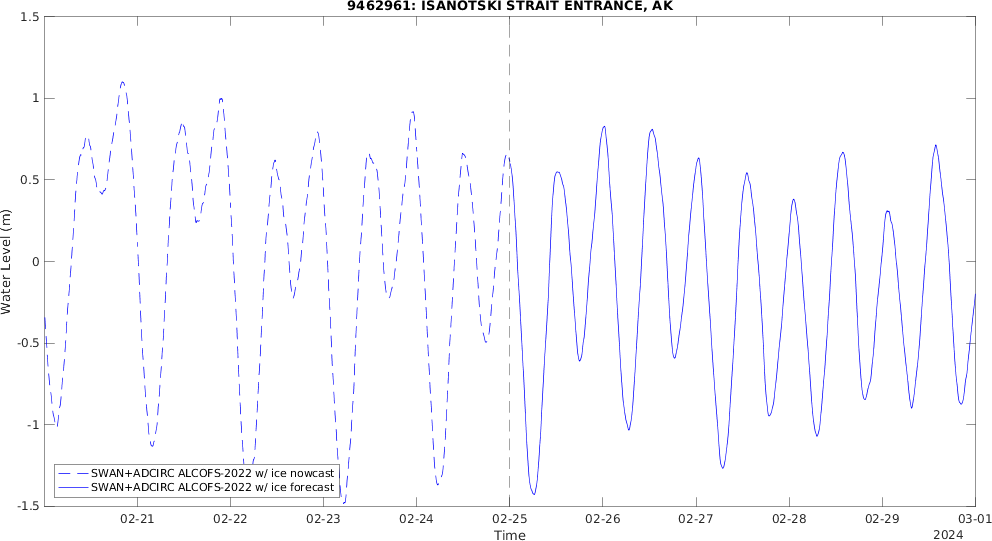 9462961: ISANOTSKI STRAIT ENTRANCE, AK
1.5
1
0.5
0
-0.5
-1
-1.5
Water Level (m)
SWAN+ADCIRC ALCOFS-2022 w/ ice nowcast
SWAN+ADCIRC ALCOFS-2022 w/ ice forecast
02-21 02-22 02-23 02-24 02-25 02-26 02-27 02-28 02-29 03-01
Time
2024